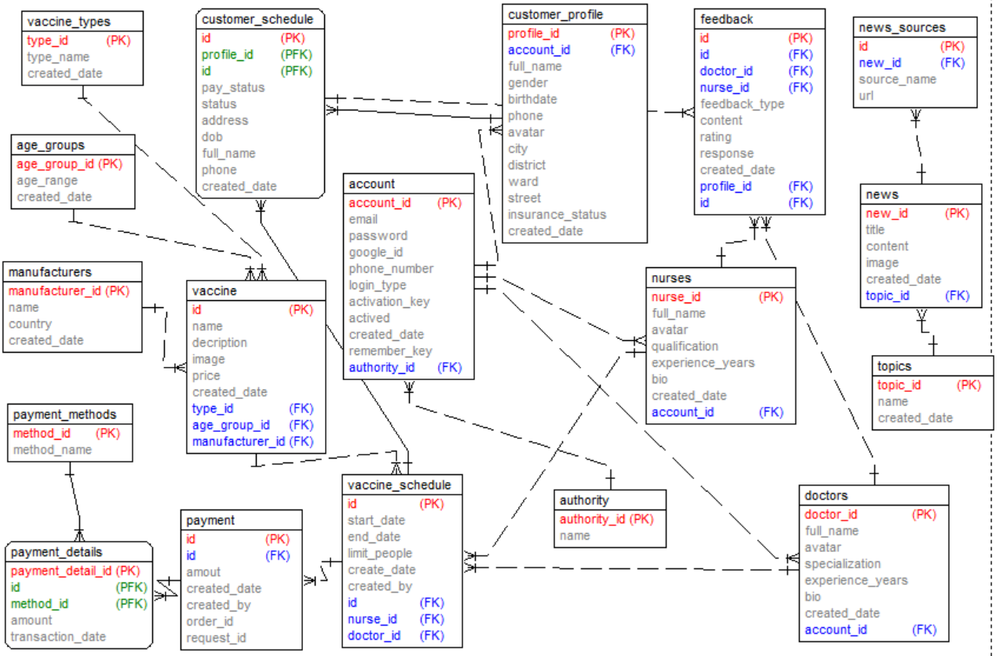 vaccine_types
type_id (PK)
type_name
created_date
customer_schedule
id (PK)
profile_id (PFK)
id (PFK)
pay_status
status
address
dob
full_name
phone
created_date
customer_profile
profile_id (PK)
account_id (FK)
full_name
gender
birthdate
phone
avatar
city
district
ward
street
insurance_status
created_date
feedback
id (PK)
id (FK)
doctor_id (FK)
nurse_id (FK)
feedback_type
content
rating
response
created_date
profile_id (FK)
id (FK)
news_sources
id (PK)
new_id (FK)
source_name
url
age_groups
age_group_id (PK)
age_range
created_date
account
account_id (PK)
email
password
google_id
phone_number
login_type
activation_key
actived
created_date
remember_key
authority_id (FK)
news
new_id (PK)
title
content
image
created_date
topic_id (FK)
manufacturers
manufacturer_id (PK)
name
country
created_date
vaccine
id (PK)
name
decription
image
price
created_date
type_id (FK)
age_group_id (FK)
manufacturer_id (FK)
nurses
nurse_id (PK)
full_name
avatar
qualification
experience_years
bio
created_date
account_id (FK)
topics
topic_id (PK)
name
created_date
payment_methods
method_id (PK)
method_name
vaccine_schedule
id (PK)
start_date
end_date
limit_people
create_date
created_by
id (FK)
nurse_id (FK)
doctor_id (FK)
authority
authority_id (PK)
name
doctors
doctor_id (PK)
full_name
avatar
specialization
experience_years
bio
created_date
account_id (FK)
payment
id (PK)
id (FK)
amout
created_date
created_by
order_id
request_id
payment_details
payment_detail_id (PK)
id (PFK)
method_id (PFK)
amount
transaction_date